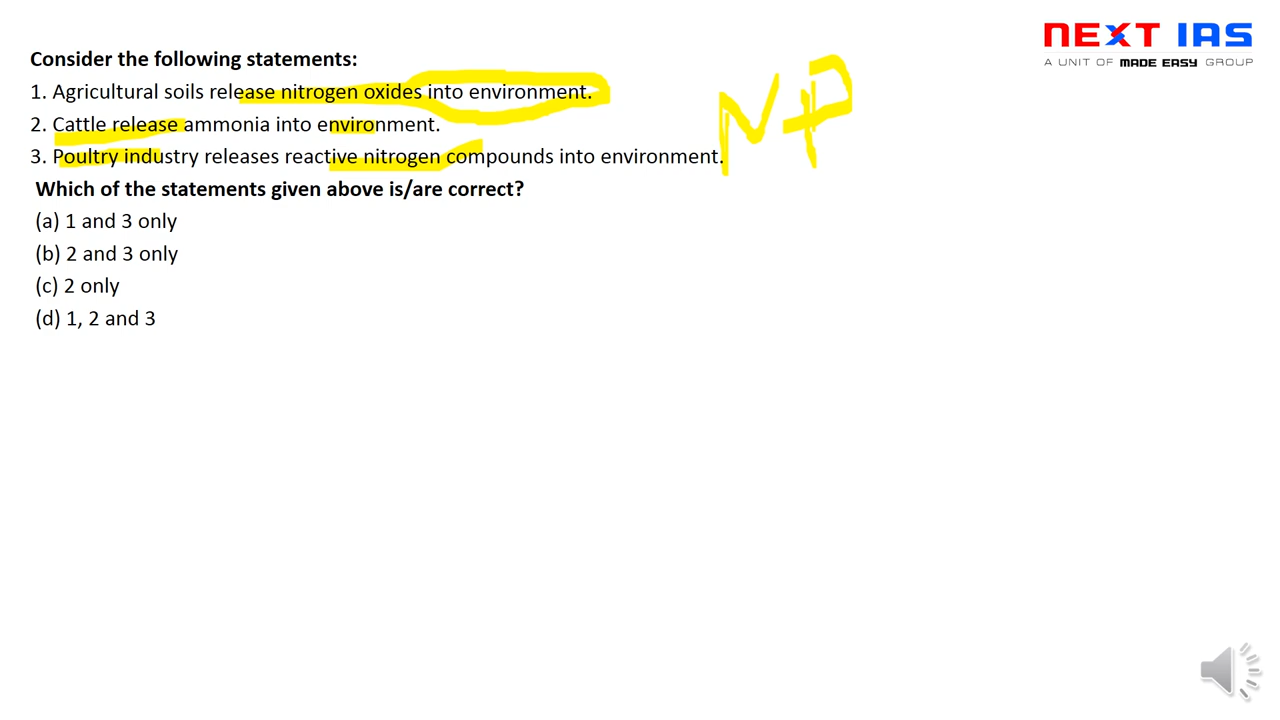 NEXT IAS
A UNIT OF MADE EASY GROUP
Consider the following statements:
1. Agricultural soils release nitrogen oxides into environment.
2. Cattle release ammonia into environment.
3. Poultry industry releases reactive nitrogen compounds into environment.
Which of the statements given above is/are correct?
(a) 1 and 3 only
(b) 2 and 3 only
(c) 2 only
(d) 1, 2 and 3